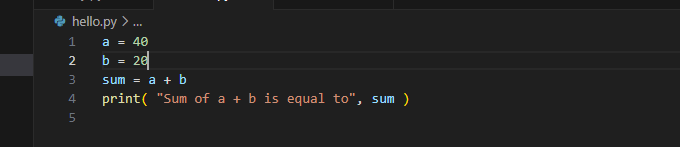 hello.py > ...
1 a = 40
2 b = 20
3 sum = a + b
4 print( "Sum of a + b is equal to", sum )
5